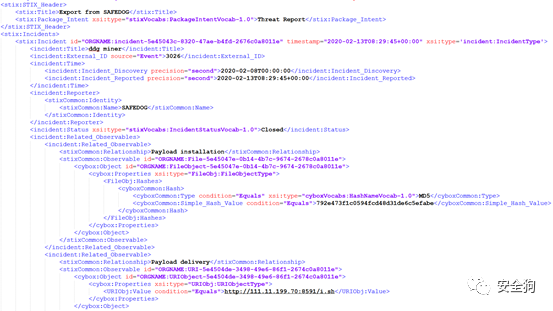 <stix:STIX_Header>
<stix:Title>Export from SAFEDOG</stix:Title>
<stix:Package_Intent xsi:type="stixVocabs:PackageIntentVocab-1.0">Threat Report</stix:Package_Intent>
</stix:STIX_Header>
<stix:Incidents>
<stix:Incident id="ORGNAME:incident-5e45043c-8320-47ae-b4fd-2676c0a8011e" timestamp="2020-02-13T08:29:45+00:00" xsi:type='incident:IncidentType'>
<incident:Title>ddg miner</incident:Title>
<incident:External_ID source="Event">3026</incident:External_ID>
<incident:Time>
<incident:Incident_Discovery precision="second">2020-02-08T00:00:00</incident:Incident_Discovery>
<incident:Incident_Reported precision="second">2020-02-13T08:29:45+00:00</incident:Incident_Reported>
</incident:Time>
<incident:Reporter>
<stixCommon:Identity>
<stixCommon:Name>SAFEDOG</stixCommon:Name>
</stixCommon:Identity>
</incident:Reporter>
<incident:Status xsi:type="stixVocabs:IncidentStatusVocab-1.0">Closed</incident:Status>
<incident:Related_Observables>
<incident:Related_Observable>
<stixCommon:Relationship>Payload installation</stixCommon:Relationship>
<stixCommon:Observable id="ORGNAME:File-5e45047e-0b14-4b7c-9674-2678c0a8011e">
<cybox:Object id="ORGNAME:FileObject-5e45047e-0b14-4b7c-9674-2678c0a8011e">
<cybox:Properties xsi:type="FileObj:FileObjectType">
<FileObj:Hashes>
<cyboxCommon:Hash>
<cyboxCommon:Type condition="Equals" xsi:type="cyboxVocabs:HashNameVocab-1.0">MD5</cyboxCommon:Type>
<cyboxCommon:Simple_Hash_Value condition="Equals">792e473f1c0594fcd48d31de6c5efabe</cyboxCommon:Simple_Hash_Value>
</cyboxCommon:Hash>
</FileObj:Hashes>
</cybox:Properties>
</cybox:Object>
</stixCommon:Observable>
</incident:Related_Observable>
<incident:Related_Observable>
<stixCommon:Relationship>Payload delivery</stixCommon:Relationship>
<stixCommon:Observable id="ORGNAME:URI-5e4504de-3498-49e6-86f1-2674c0a8011e">
<cybox:Object id="ORGNAME:URIObject-5e4504de-3498-49e6-86f1-2674c0a8011e">
<cybox:Properties xsi:type="URIObj:URIObjectType">
<URIObj:Value condition="Equals">http://111.11.199.70:8591/i.sh</URIObj:Value>
</cybox:Properties>
</cybox:Object>
安全狗